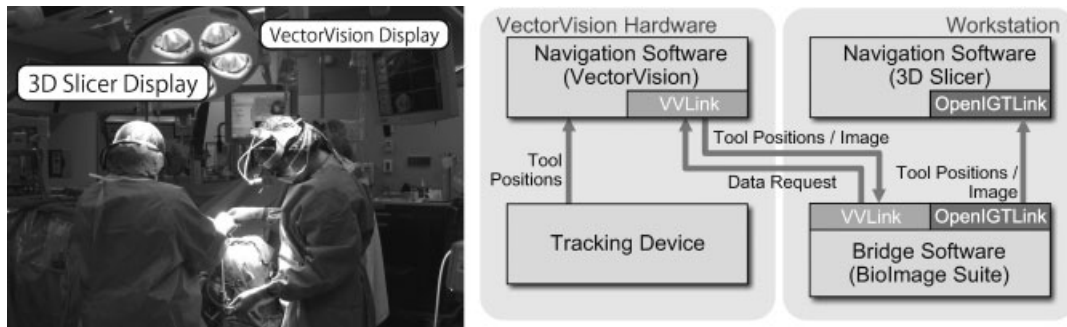 VectorVision Display
3D Slicer Display
VectorVision Hardware
Navigation Software
(VectorVision)
VVLink
Tool
Positions
Tracking Device
Tool Positions / Image
Data Request
Workstation
Navigation Software
(3D Slicer)
OpenIGTLink
Tool Positions /
Image
VVLink
OpenIGTLink
Bridge Software
(BioImage Suite)